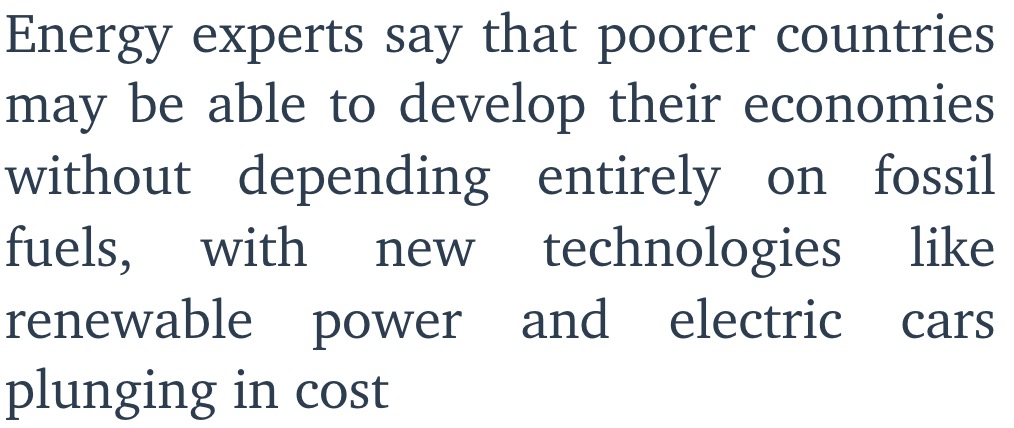 Energy experts say that poorer countries
may be able to develop their economies
without depending entirely on fossil
fuels, with new technologies like
renewable power and electric cars
plunging in cost